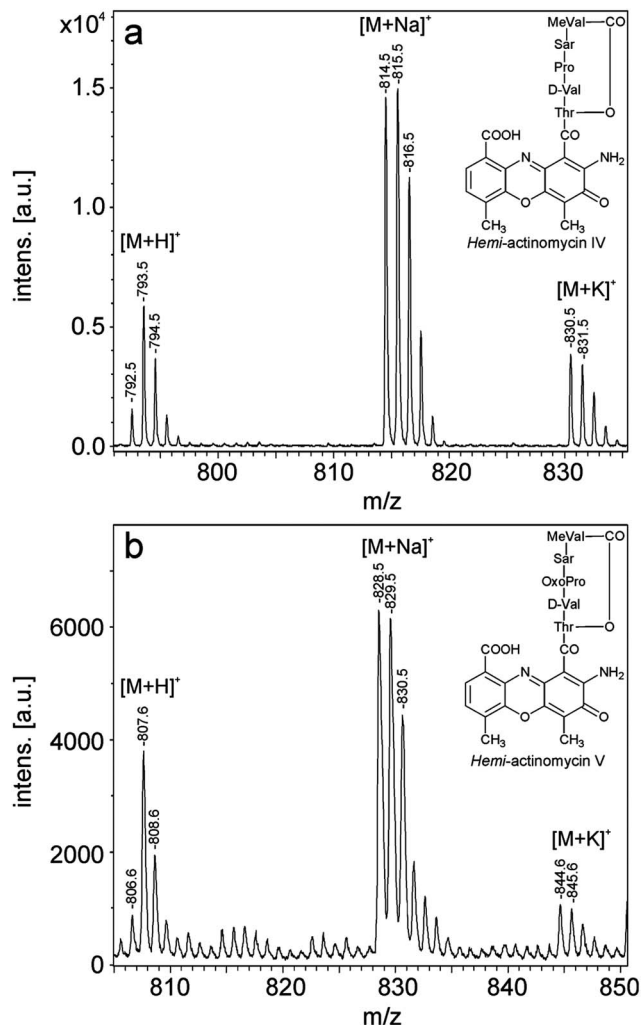 a
x10⁴
1.5
1.0
0.5
0.0
intens. [a.u.]
[M+H]⁺
-792.5
-793.5
-794.5
[M+Na]⁺
-814.5
-815.5
-816.5
[M+K]⁺
-830.5
-831.5
MeVal
CO
Sar
Pro
D-Val
Thr
O
COOH
CO
N
NH₂
O
O
CH₃
CH₃
Hemi-actinomycin IV
800
810
820
830
m/z
b
6000
4000
2000
0
intens. [a.u.]
[M+H]⁺
-806.6
-807.6
-808.6
[M+Na]⁺
-828.5
-829.5
-830.5
[M+K]⁺
-844.6
-845.6
MeVal
CO
Sar
OxoPro
D-Val
Thr
O
COOH
CO
N
NH₂
O
O
CH₃
CH₃
Hemi-actinomycin V
810
820
830
840
850
m/z